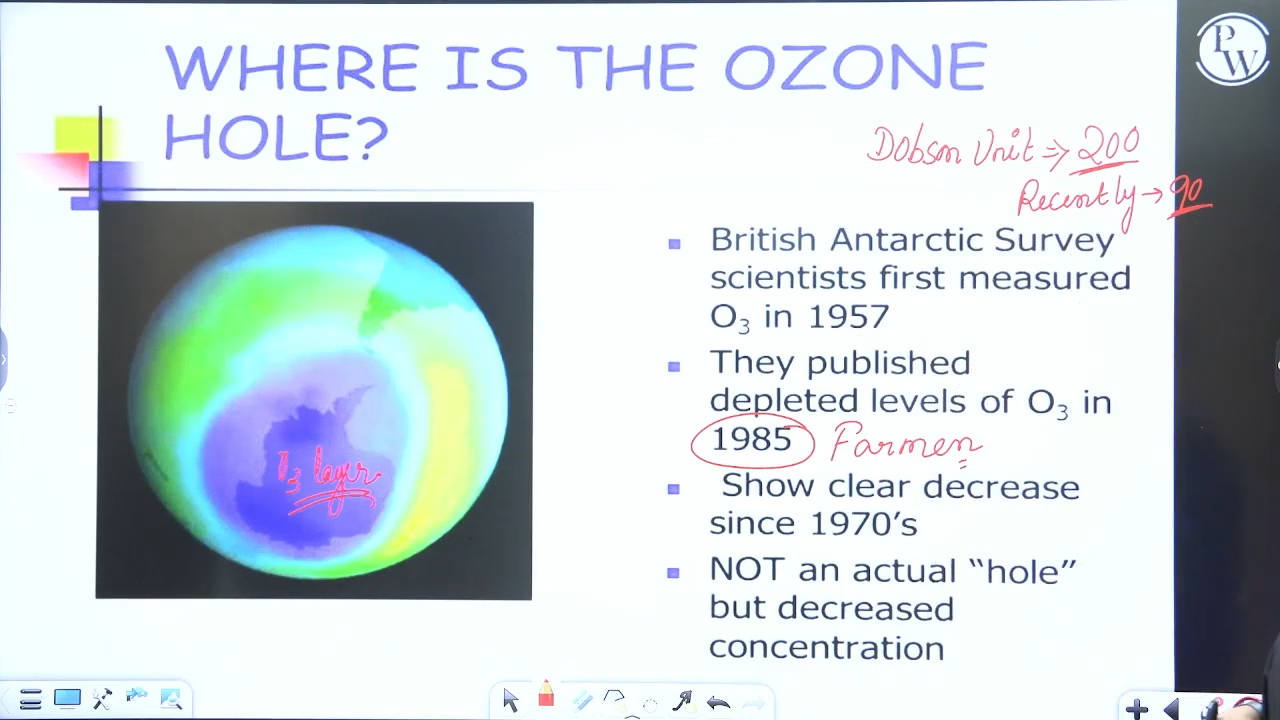 WHERE IS THE OZONE
HOLE?
PW
Dobson Unit ⇒ 200
Recently → 90
British Antarctic Survey
scientists first measured
O₃ in 1957
They published
depleted levels of O₃ in
1985 Farmen
Show clear decrease
since 1970’s
NOT an actual “hole”
but decreased
concentration
O₃ layer